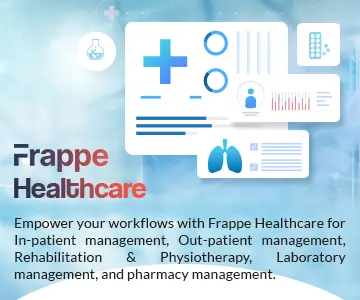 Frappe
Healthcare
Empower your workflows with Frappe Healthcare for
In-patient management, Out-patient management,
Rehabilitation & Physiotherapy, Laboratory
management, and pharmacy management.